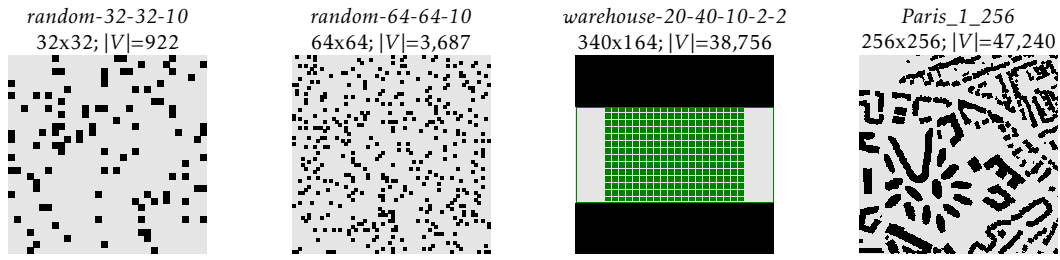 random-32-32-10
32x32; |V|=922
random-64-64-10
64x64; |V|=3,687
warehouse-20-40-10-2-2
340x164; |V|=38,756
Paris_1_256
256x256; |V|=47,240